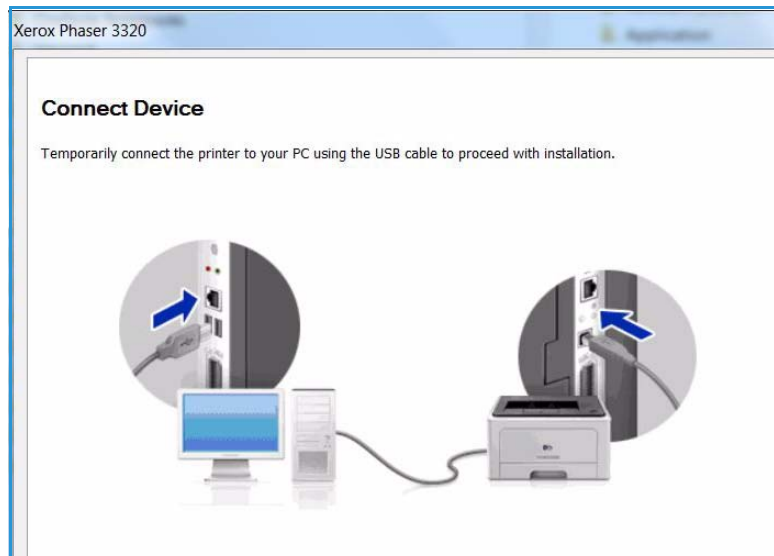 Xerox Phaser 3320
Application
Connect Device
Temporarily connect the printer to your PC using the USB cable to proceed with installation.